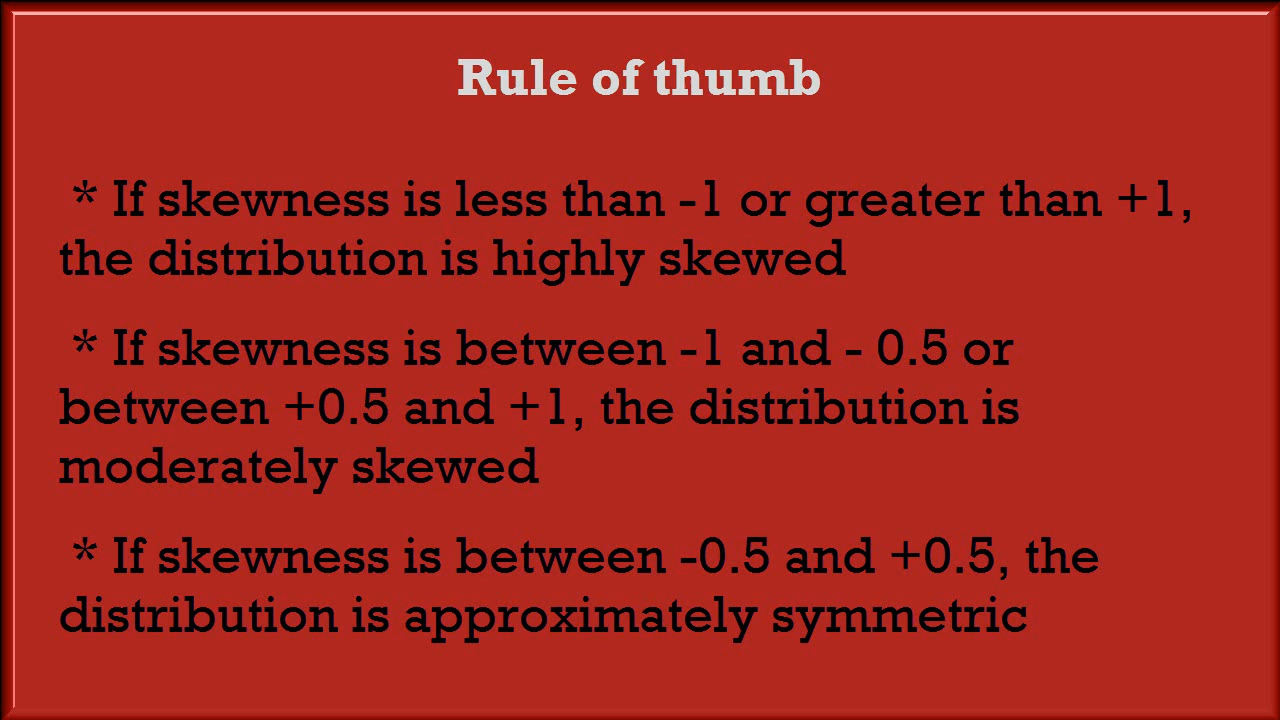 Rule of thumb
* If skewness is less than -1 or greater than +1,
the distribution is highly skewed
* If skewness is between -1 and - 0.5 or
between +0.5 and +1, the distribution is
moderately skewed
* If skewness is between -0.5 and +0.5, the
distribution is approximately symmetric